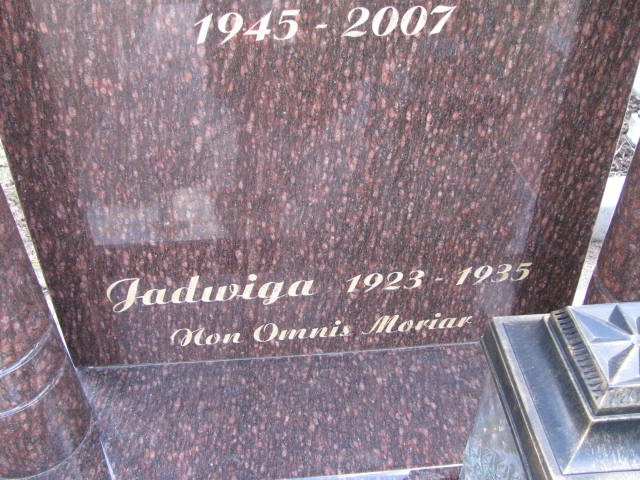 1945 - 2007
Jadwiga 1923 - 1935
Non Omnis Moriar